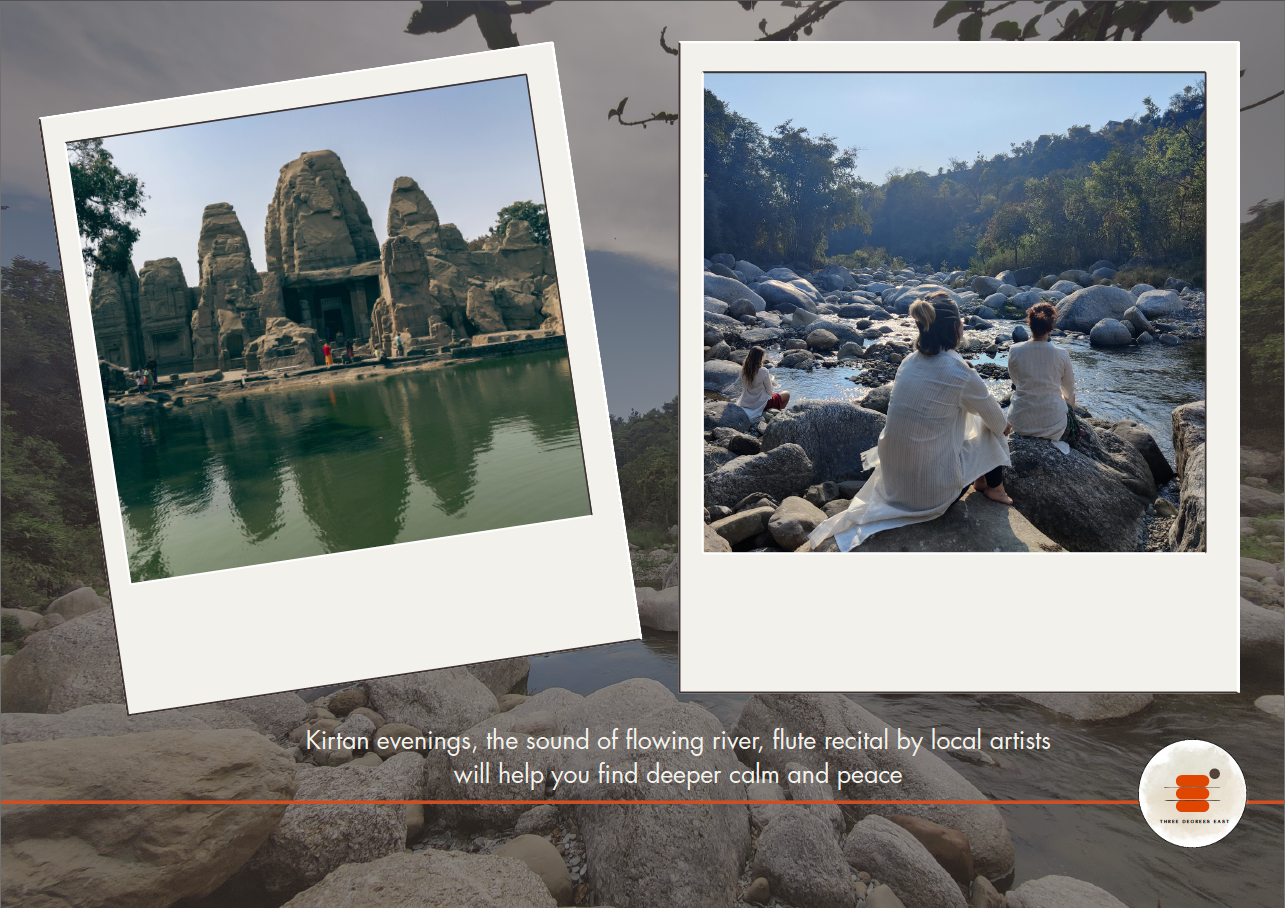 Kirtan evenings, the sound of flowing river, flute recital by local artists
will help you find deeper calm and peace
THREE DEGREES EAST